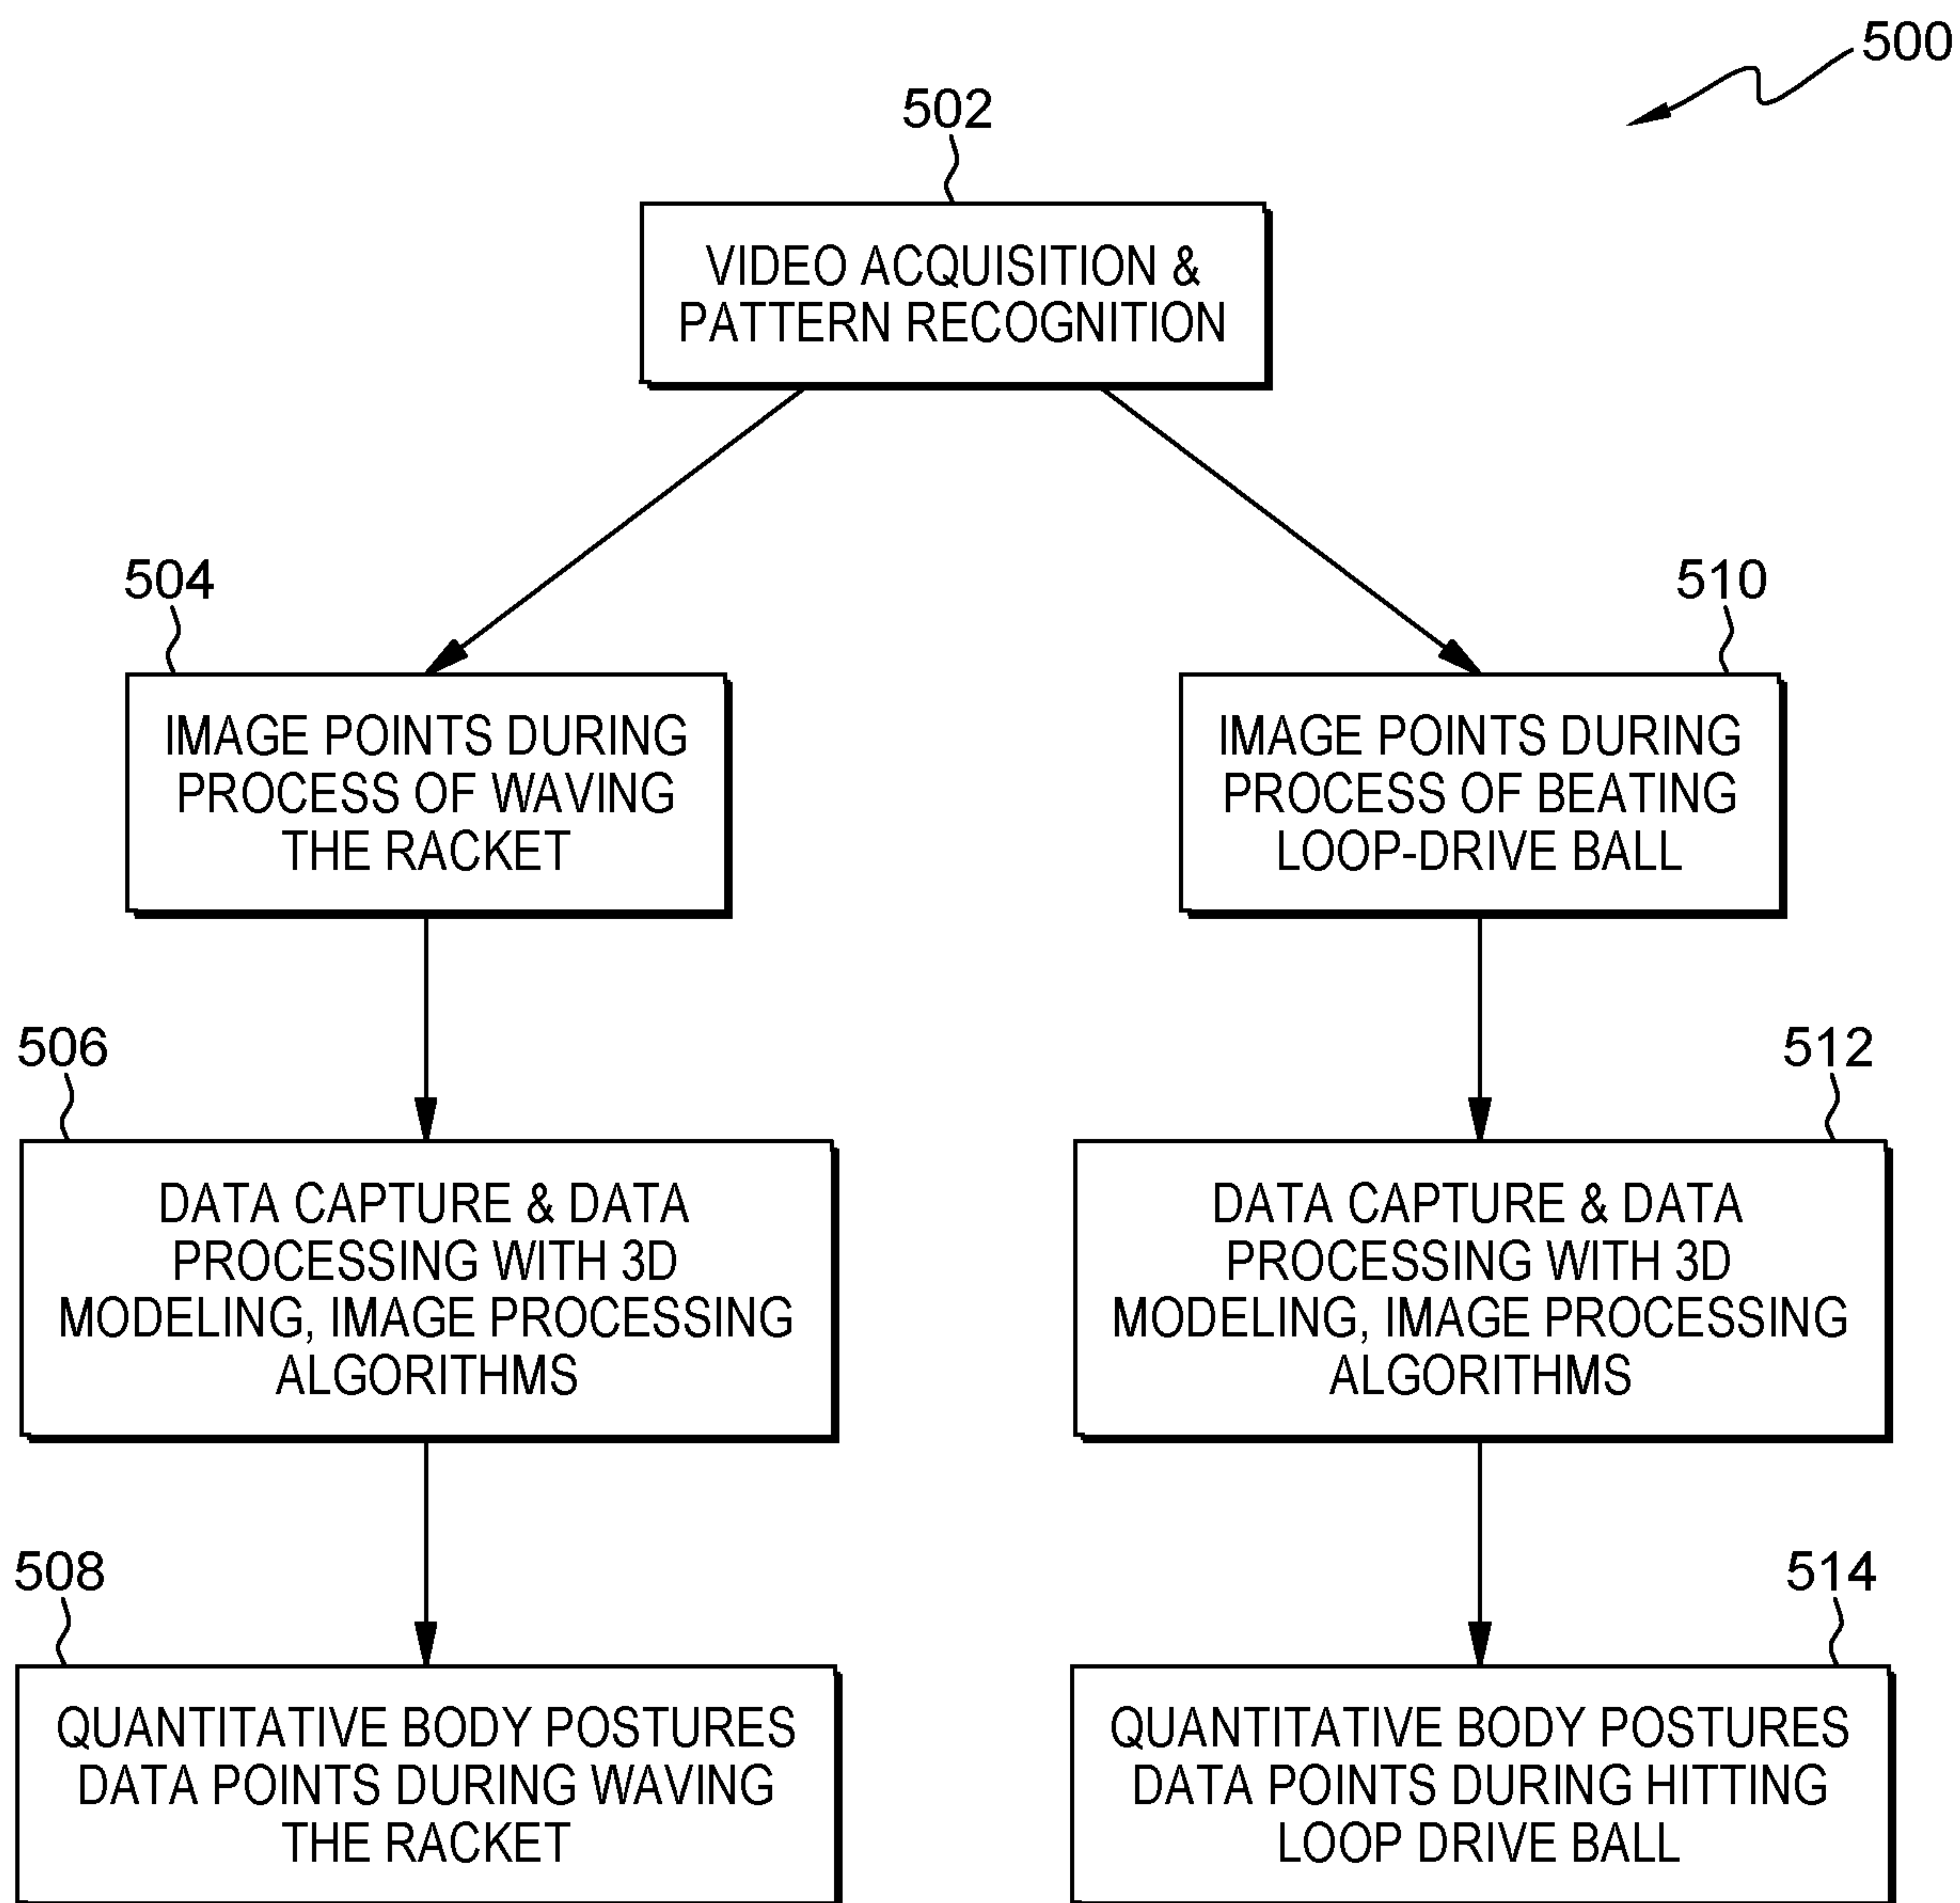 500
502
VIDEO ACQUISITION &
PATTERN RECOGNITION
504
IMAGE POINTS DURING
PROCESS OF WAVING
THE RACKET
506
DATA CAPTURE & DATA
PROCESSING WITH 3D
MODELING, IMAGE PROCESSING
ALGORITHMS
508
QUANTITATIVE BODY POSTURES
DATA POINTS DURING WAVING
THE RACKET
510
IMAGE POINTS DURING
PROCESS OF BEATING
LOOP-DRIVE BALL
512
DATA CAPTURE & DATA
PROCESSING WITH 3D
MODELING, IMAGE PROCESSING
ALGORITHMS
514
QUANTITATIVE BODY POSTURES
DATA POINTS DURING HITTING
LOOP DRIVE BALL